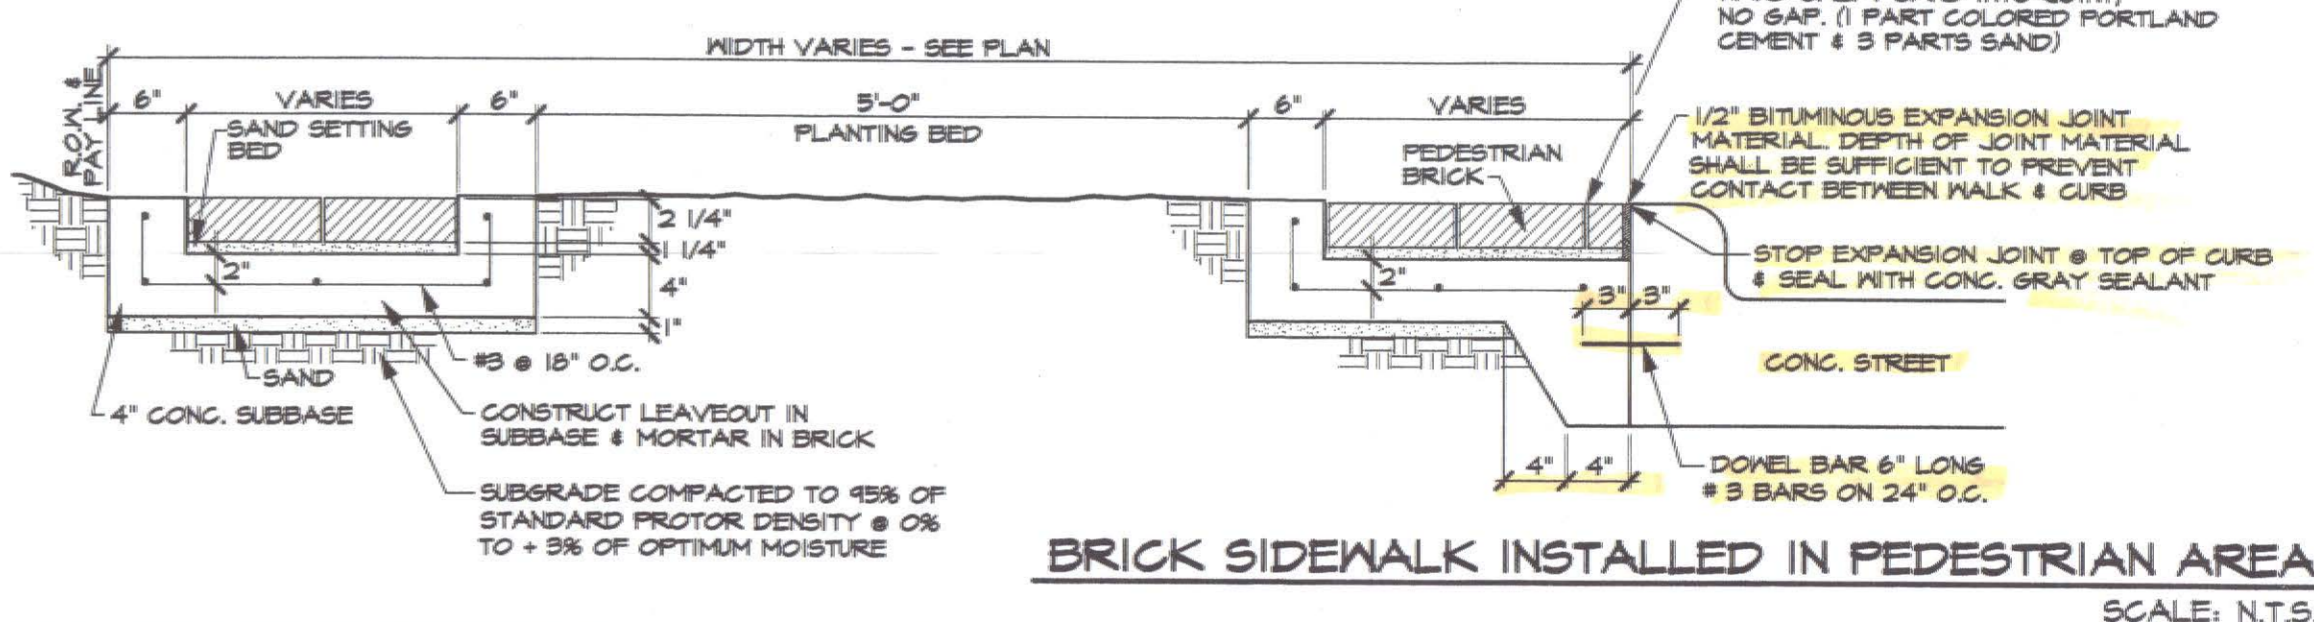 NO GAP. (1 PART COLORED PORTLAND
CEMENT & 3 PARTS SAND)
WIDTH VARIES - SEE PLAN
R.O.W. &
PAY LINE
6"
VARIES
6"
5'-0"
6"
VARIES
PLANTING BED
SAND SETTING
BED
PEDESTRIAN
BRICK
1/2" BITUMINOUS EXPANSION JOINT
MATERIAL. DEPTH OF JOINT MATERIAL
SHALL BE SUFFICIENT TO PREVENT
CONTACT BETWEEN WALK & CURB
2 1/4"
1 1/4"
4"
1"
2"
2"
STOP EXPANSION JOINT @ TOP OF CURB
& SEAL WITH CONC. GRAY SEALANT
3"
3"
CONC. STREET
#3 @ 18" O.C.
SAND
4" CONC. SUBBASE
CONSTRUCT LEAVEOUT IN
SUBBASE & MORTAR IN BRICK
SUBGRADE COMPACTED TO 95% OF
STANDARD PROTOR DENSITY @ 0%
TO + 3% OF OPTIMUM MOISTURE
4"
4"
DOWEL BAR 6" LONG
# 3 BARS ON 24" O.C.
BRICK SIDEWALK INSTALLED IN PEDESTRIAN AREA
SCALE: N.T.S.